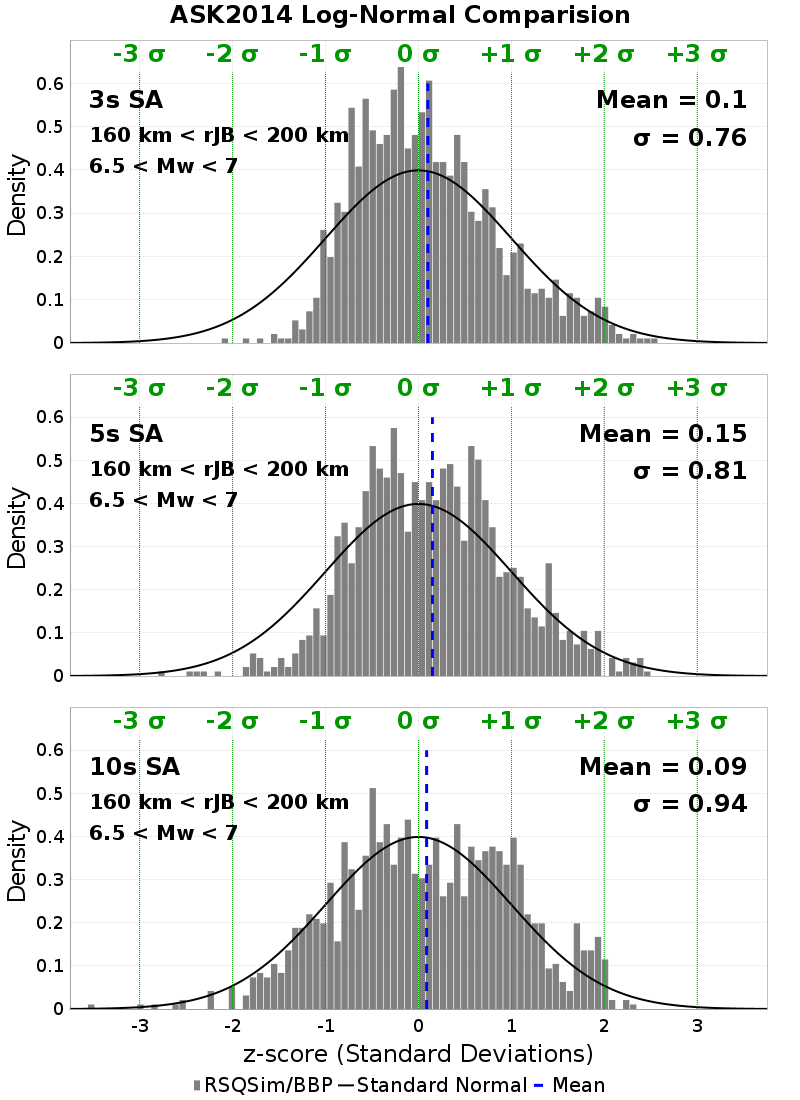 ASK2014 Log-Normal Comparision
-3 σ -2 σ -1 σ 0 σ +1 σ +2 σ +3 σ
3s SA
160 km < rJB < 200 km
6.5 < Mw < 7
Mean = 0.1
σ = 0.76
Density
0.6
0.5
0.4
0.3
0.2
0.1
0
-3 σ -2 σ -1 σ 0 σ +1 σ +2 σ +3 σ
5s SA
160 km < rJB < 200 km
6.5 < Mw < 7
Mean = 0.15
σ = 0.81
Density
0.6
0.5
0.4
0.3
0.2
0.1
0
-3 σ -2 σ -1 σ 0 σ +1 σ +2 σ +3 σ
10s SA
160 km < rJB < 200 km
6.5 < Mw < 7
Mean = 0.09
σ = 0.94
Density
0.6
0.5
0.4
0.3
0.2
0.1
0
-3 -2 -1 0 1 2 3
z-score (Standard Deviations)
RSQSim/BBP Standard Normal Mean